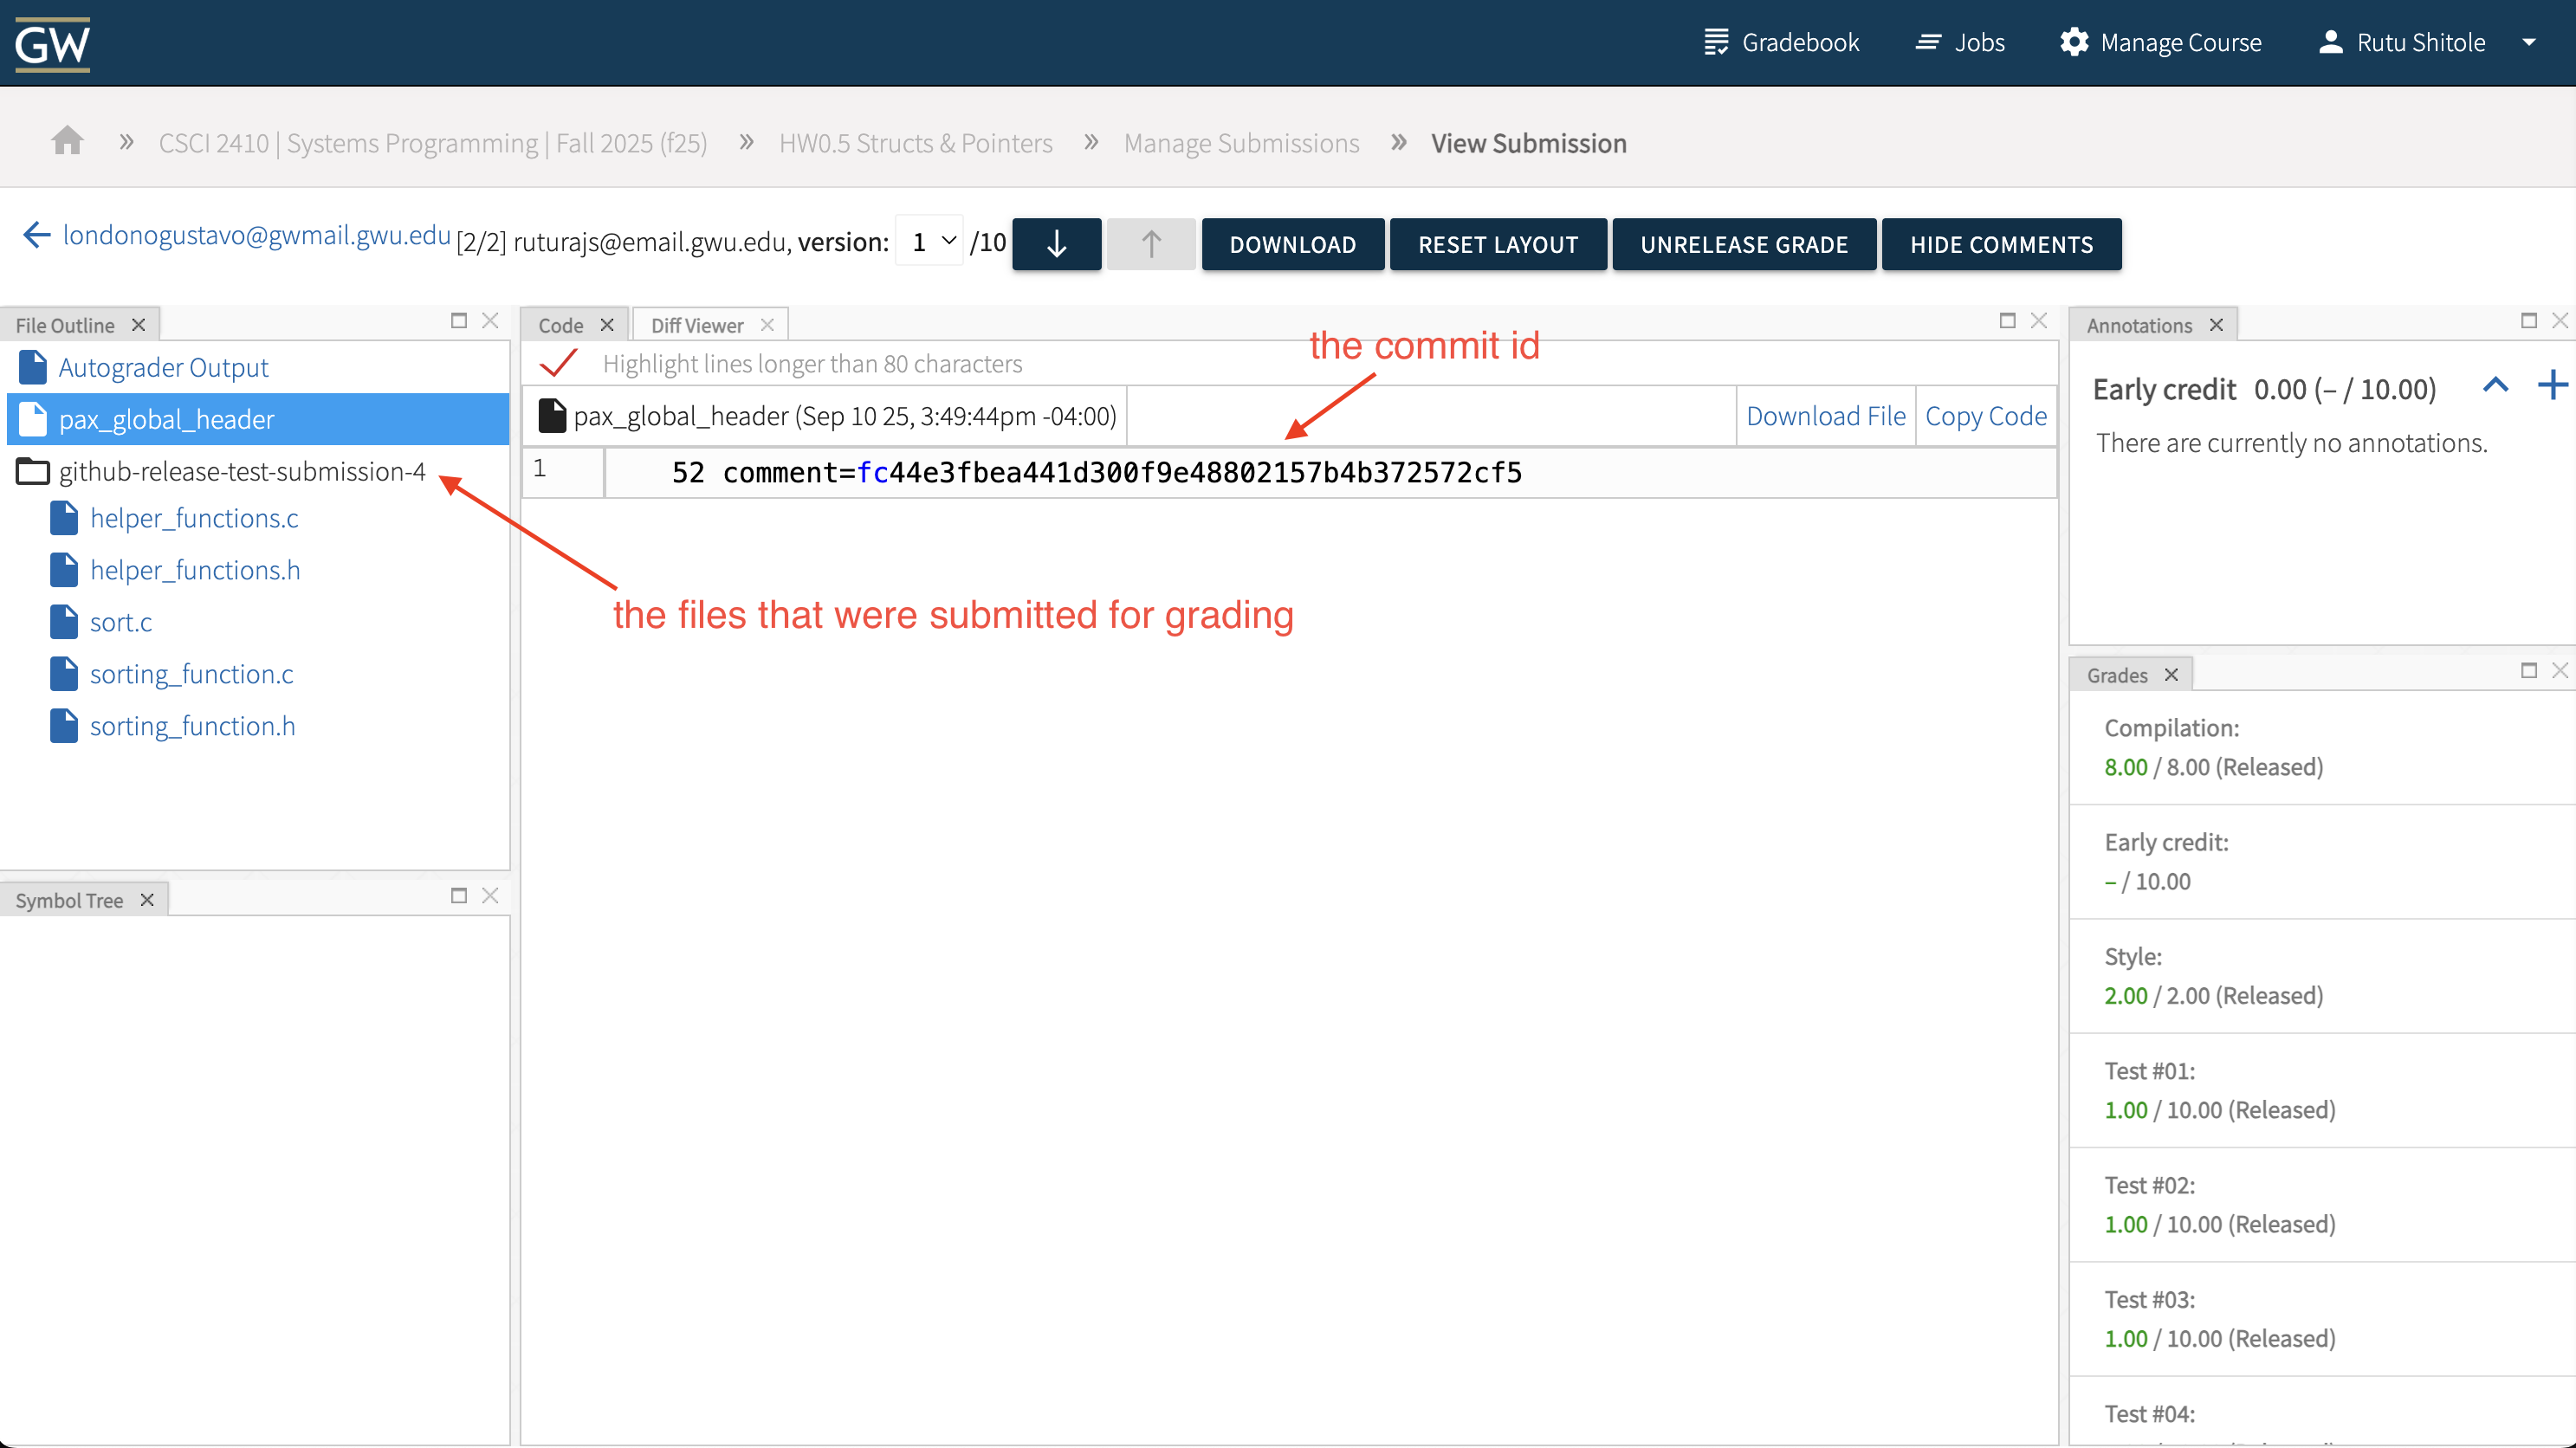 GW
Gradebook
Jobs
Manage Course
Rutu Shitole
» CSCI 2410 | Systems Programming | Fall 2025 (f25) » HW0.5 Structs & Pointers » Manage Submissions » View Submission
londonogustavo@gwmail.gwu.edu [2/2] ruturajs@email.gwu.edu, version: 1 /10
DOWNLOAD
RESET LAYOUT
UNRELEASE GRADE
HIDE COMMENTS
File Outline
Autograder Output
pax_global_header
github-release-test-submission-4
helper_functions.c
helper_functions.h
sort.c
sorting_function.c
sorting_function.h
Symbol Tree
Code
Diff Viewer
the commit id
Highlight lines longer than 80 characters
pax_global_header (Sep 10 25, 3:49:44pm -04:00)
Download File
Copy Code
1 52 comment=fc44e3fbea441d300f9e48802157b4b372572cf5
the files that were submitted for grading
Annotations
Early credit 0.00 (– / 10.00)
There are currently no annotations.
Grades
Compilation:
8.00 / 8.00 (Released)
Early credit:
– / 10.00
Style:
2.00 / 2.00 (Released)
Test #01:
1.00 / 10.00 (Released)
Test #02:
1.00 / 10.00 (Released)
Test #03:
1.00 / 10.00 (Released)
Test #04: